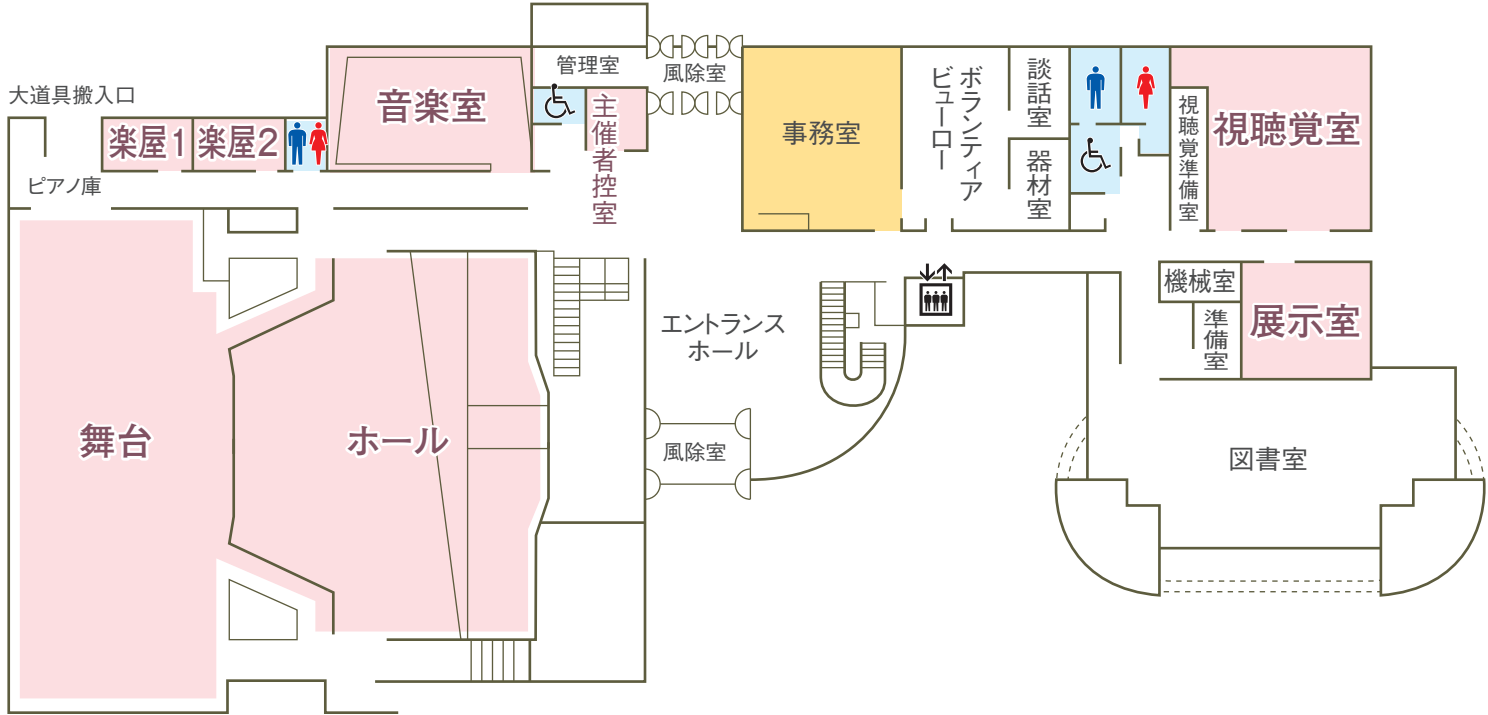 大道具搬入口
楽屋1
楽屋2
ピアノ庫
音楽室
管理室
風除室
主催者控室
事務室
ボランティア
ビューロー
談話室
器材室
視聴覚準備室
視聴覚室
機械室
準備室
展示室
エントランス
ホール
舞台
ホール
風除室
図書室